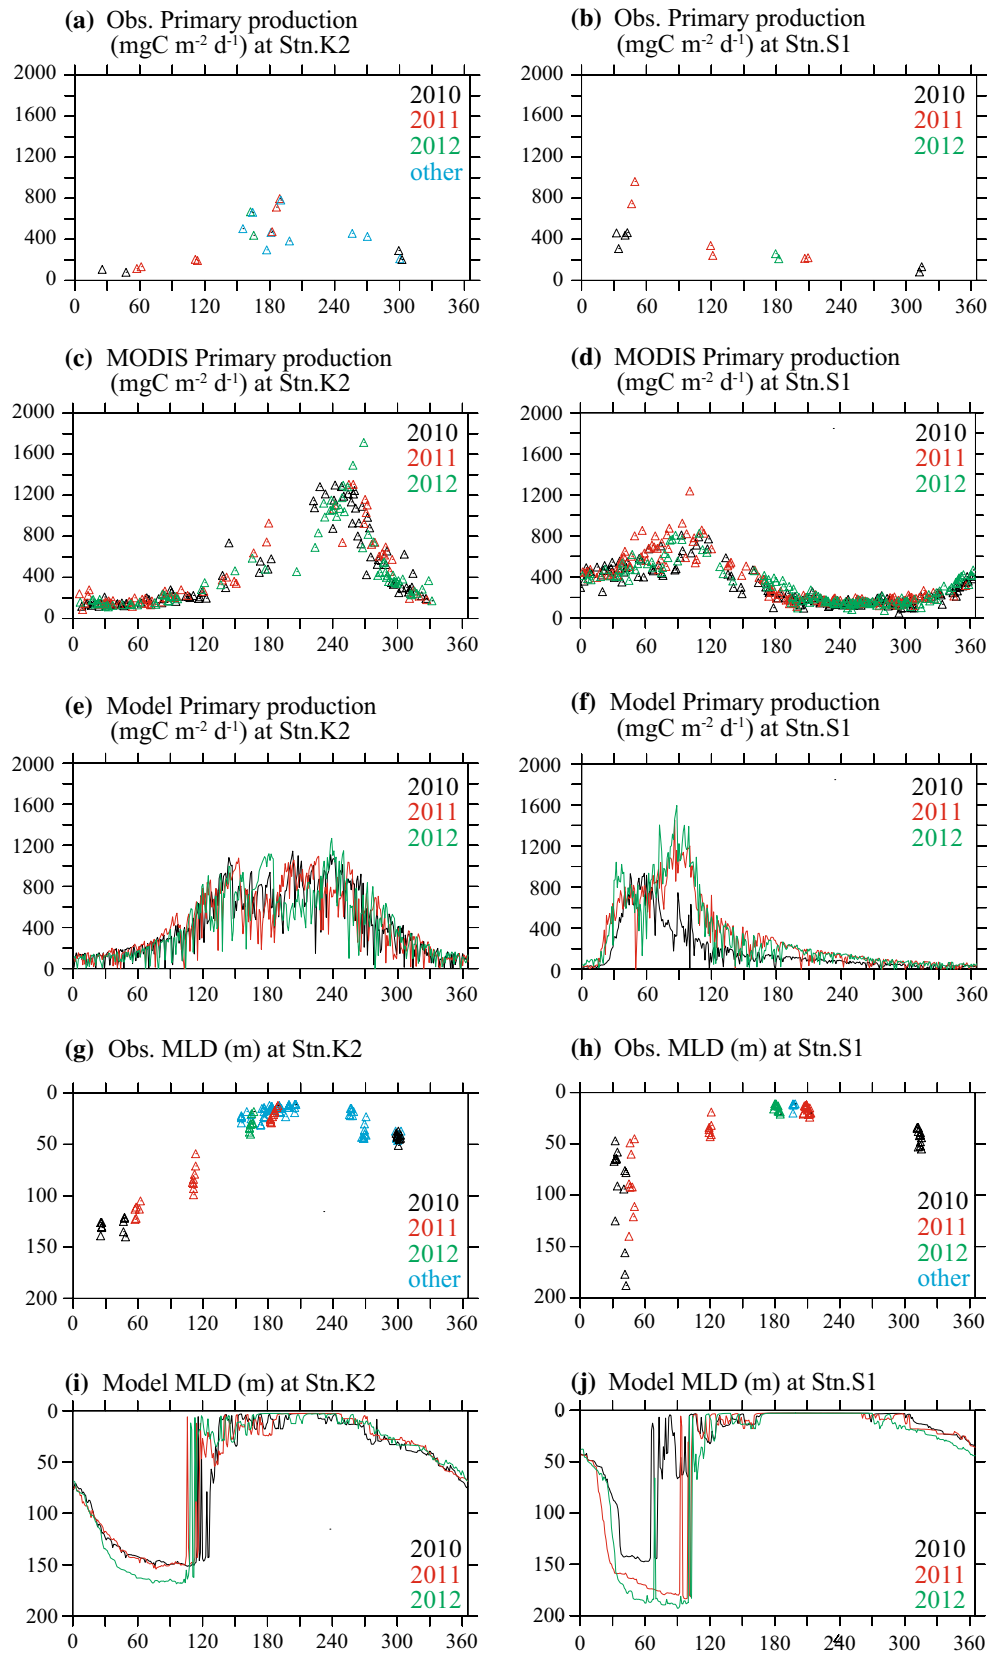 (a) Obs. Primary production
(mgC m-2 d-1) at Stn.K2
2000
1600
1200
800
400
0
2010
2011
2012
other
0 60 120 180 240 300 360
(b) Obs. Primary production
(mgC m-2 d-1) at Stn.S1
2000
1600
1200
800
400
0
2010
2011
2012
0 60 120 180 240 300 360
(c) MODIS Primary production
(mgC m-2 d-1) at Stn.K2
2000
1600
1200
800
400
0
2010
2011
2012
0 60 120 180 240 300 360
(d) MODIS Primary production
(mgC m-2 d-1) at Stn.S1
2000
1600
1200
800
400
0
2010
2011
2012
0 60 120 180 240 300 360
(e) Model Primary production
(mgC m-2 d-1) at Stn.K2
2000
1600
1200
800
400
0
2010
2011
2012
0 60 120 180 240 300 360
(f) Model Primary production
(mgC m-2 d-1) at Stn.S1
2000
1600
1200
800
400
0
2010
2011
2012
0 60 120 180 240 300 360
(g) Obs. MLD (m) at Stn.K2
0
50
100
150
200
2010
2011
2012
other
0 60 120 180 240 300 360
(h) Obs. MLD (m) at Stn.S1
0
50
100
150
200
2010
2011
2012
other
0 60 120 180 240 300 360
(i) Model MLD (m) at Stn.K2
0
50
100
150
200
2010
2011
2012
0 60 120 180 240 300 360
(j) Model MLD (m) at Stn.S1
0
50
100
150
200
2010
2011
2012
0 60 120 180 240 300 360